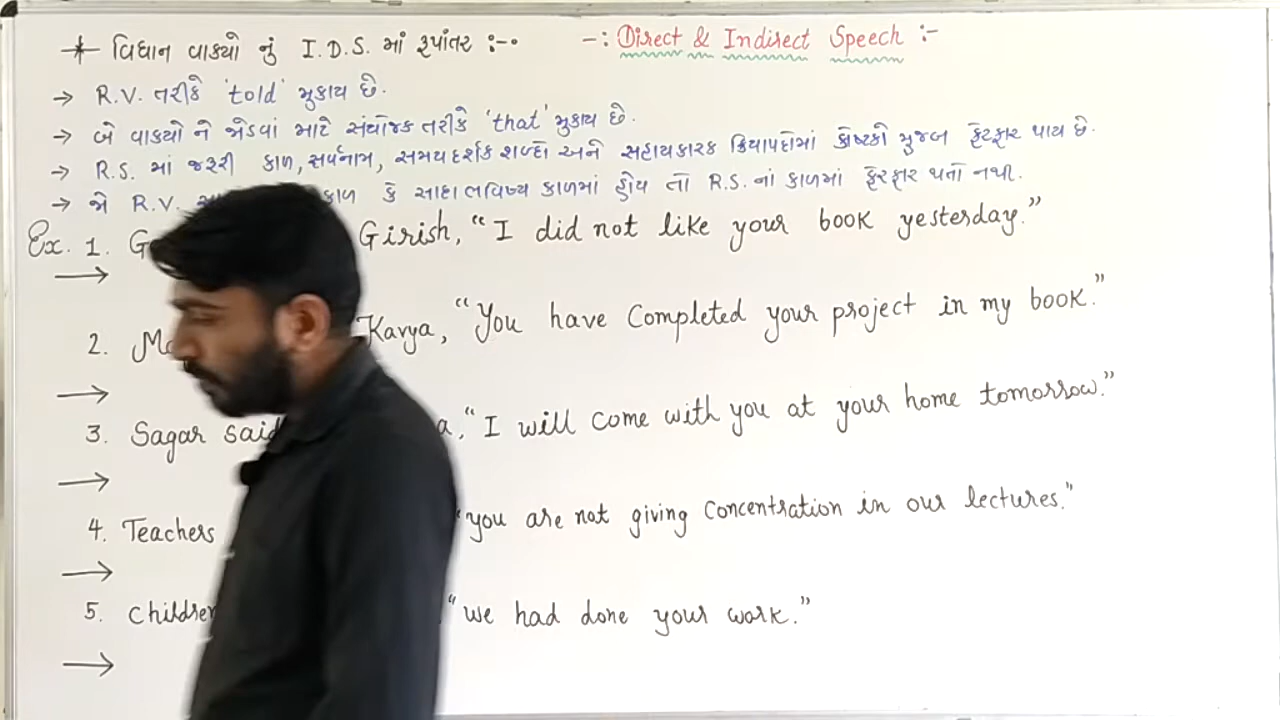 * વિધાન વાક્યો નું I.D.S. માં રૂપાંતર :-
-: Direct & Indirect Speech :-
→ R.V. તરીકે 'told' મુકાય છે.
→ બે વાક્યો ને જોડવાં માટે સંયોજક તરીકે 'that' મુકાય છે.
→ R.S. માં જરૂરી કાળ, સર્વનામ, સમયદર્શક શબ્દો અને સહાયકારક ક્રિયાપદોમાં કોષ્ટકો મુજબ ફેરફાર થાય છે.
→ જો R.V. કાળ કે સાદા ભવિષ્ય કાળમાં હોય તો R.S. નાં કાળમાં ફેરફાર થતો નથી.
Ex. 1. Girish, "I did not like your book yesterday."
→
2. Karya, "You have completed your project in my book."
→
3. Sagar said "I will come with you at your home tomorrow."
→
4. Teachers "you are not giving concentration in our lectures."
→
5. children "we had done your work."
→